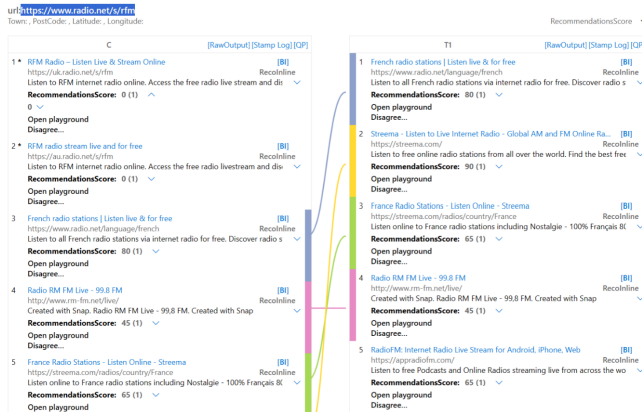 url:https://www.radio.net/s/rfm
Town: , PostCode: , Latitude: , Longitude:
RecommendationsScore
C
[RawOutput] [Stamp Log] [QP]
1 * RFM Radio – Listen Live & Stream Online [BI]
https://uk.radio.net/s/rfm RecoInline
Listen to RFM internet radio online. Access the free radio live stream and dis
RecommendationsScore: 0 (1)
0
Open playground
Disagree...
2 * RFM radio stream live and for free [BI]
https://au.radio.net/s/rfm RecoInline
Listen to RFM internet radio online. Access the free radio livestream and disc
RecommendationsScore: 0 (1)
Open playground
Disagree...
3 French radio stations | Listen live & for free [BI]
https://www.radio.net/language/french RecoInline
Listen to all French radio stations via internet radio for free. Discover radio s
RecommendationsScore: 80 (1)
Open playground
Disagree...
4 Radio RM FM Live - 99,8 FM [BI]
http://www.rm-fm.net/live/ RecoInline
Created with Snap. Radio RM FM Live - 99,8 FM. Created with Snap
RecommendationsScore: 45 (1)
Open playground
Disagree...
5 France Radio Stations - Listen Online - Streema [BI]
https://streema.com/radios/country/France RecoInline
Listen online to France radio stations including Nostalgie - 100% Français 80
RecommendationsScore: 65 (1)
Open playground
T1
[RawOutput] [Stamp Log] [QP]
1 French radio stations | Listen live & for free [BI]
https://www.radio.net/language/french RecoInline
Listen to all French radio stations via internet radio for free. Discover radio s
RecommendationsScore: 80 (1)
Open playground
Disagree...
2 Streema - Listen to Live Internet Radio - Global AM and FM Online Ra... [BI]
https://streema.com/ RecoInline
Listen to free online radio stations from all over the world. Find the best free
RecommendationsScore: 90 (1)
Open playground
Disagree...
3 France Radio Stations - Listen Online - Streema [BI]
https://streema.com/radios/country/France RecoInline
Listen online to France radio stations including Nostalgie - 100% Français 80
RecommendationsScore: 65 (1)
Open playground
Disagree...
4 Radio RM FM Live - 99,8 FM [BI]
http://www.rm-fm.net/live/ RecoInline
Created with Snap. Radio RM FM Live - 99,8 FM. Created with Snap
RecommendationsScore: 45 (1)
Open playground
Disagree...
5 RadioFM: Internet Radio Live Stream for Android, iPhone, Web [BI]
https://appradiofm.com/ RecoInline
Listen to free Podcasts and Online Radios streaming live from across the wo
RecommendationsScore: 65 (1)
Open playground
Disagree...